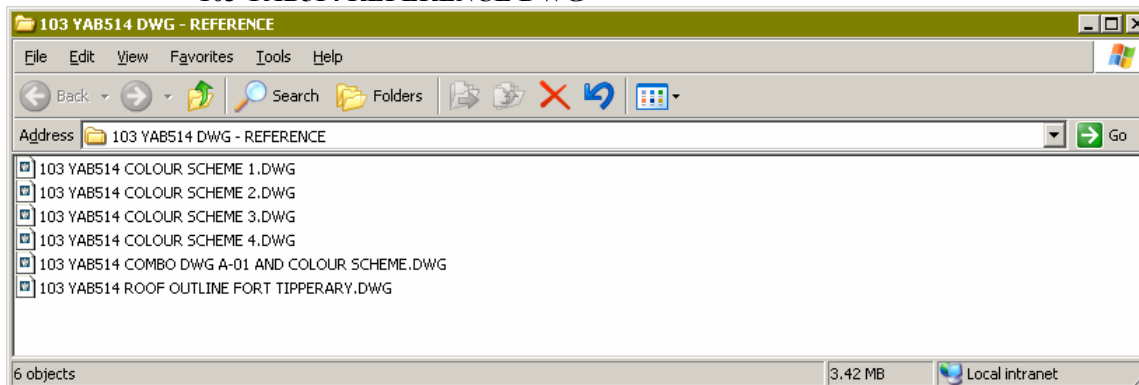 103 YAB514 DWG - REFERENCE
File Edit View Favorites Tools Help
Back Search Folders
Address 103 YAB514 DWG - REFERENCE Go
103 YAB514 COLOUR SCHEME 1.DWG
103 YAB514 COLOUR SCHEME 2.DWG
103 YAB514 COLOUR SCHEME 3.DWG
103 YAB514 COLOUR SCHEME 4.DWG
103 YAB514 COMBO DWG A-01 AND COLOUR SCHEME.DWG
103 YAB514 ROOF OUTLINE FORT TIPPERARY.DWG
6 objects 3.42 MB Local intranet